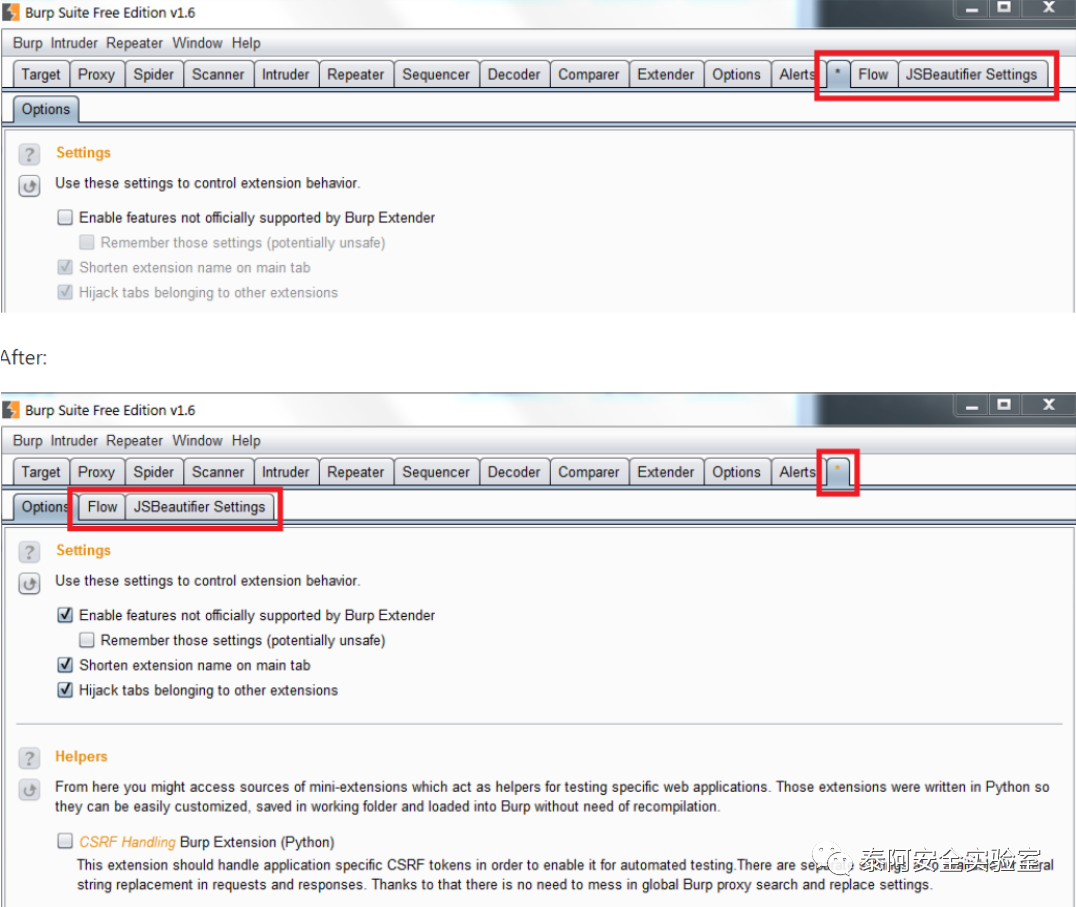 Burp Suite Free Edition v1.6
Burp Intruder Repeater Window Help
Target Proxy Spider Scanner Intruder Repeater Sequencer Decoder Comparer Extender Options Alerts * Flow JSBeautifier Settings
Options
? Settings
Use these settings to control extension behavior.
Enable features not officially supported by Burp Extender
Remember those settings (potentially unsafe)
Shorten extension name on main tab
Hijack tabs belonging to other extensions
After:
Burp Suite Free Edition v1.6
Burp Intruder Repeater Window Help
Target Proxy Spider Scanner Intruder Repeater Sequencer Decoder Comparer Extender Options Alerts *
Options Flow JSBeautifier Settings
? Settings
Use these settings to control extension behavior.
Enable features not officially supported by Burp Extender
Remember those settings (potentially unsafe)
Shorten extension name on main tab
Hijack tabs belonging to other extensions
? Helpers
From here you might access sources of mini-extensions which act as helpers for testing specific web applications. Those extensions were written in Python so
they can be easily customized, saved in working folder and loaded into Burp without need of recompilation.
CSRF Handling Burp Extension (Python)
This extension should handle application specific CSRF tokens in order to enable it for automated testing.There are
string replacement in requests and responses. Thanks to that there is no need to mess in global Burp proxy search and replace settings.
泰阿安全实验室